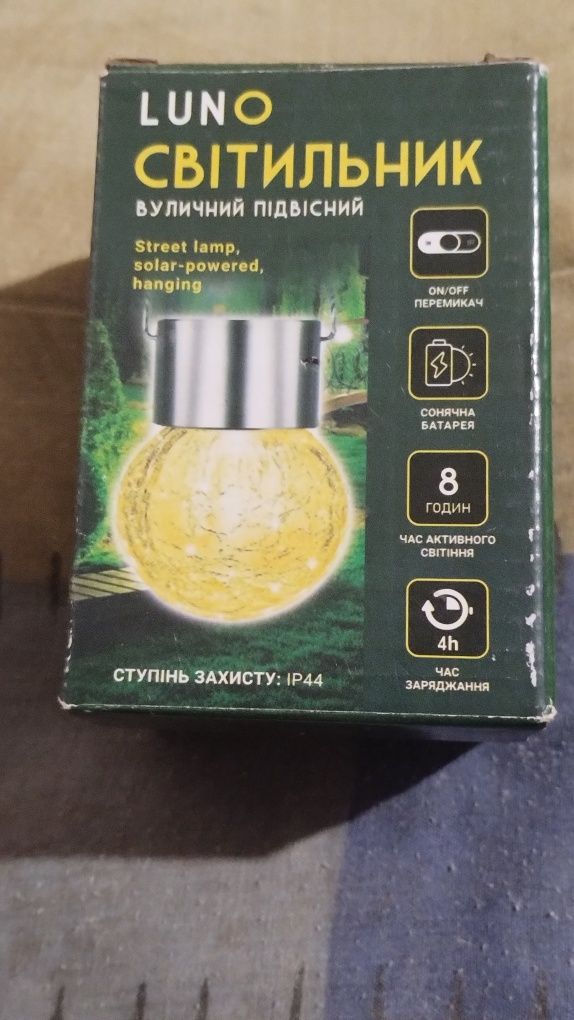 LUNO
СВІТИЛЬНИК
ВУЛИЧНИЙ ПІДВІСНИЙ
Street lamp,
solar-powered,
hanging
ON/OFF
ПЕРЕМИКАЧ
СОНЯЧНА
БАТАРЕЯ
8
ГОДИН
ЧАС АКТИВНОГО
СВІТІННЯ
4h
ЧАС
ЗАРЯДЖАННЯ
СТУПІНЬ ЗАХИСТУ: IP44